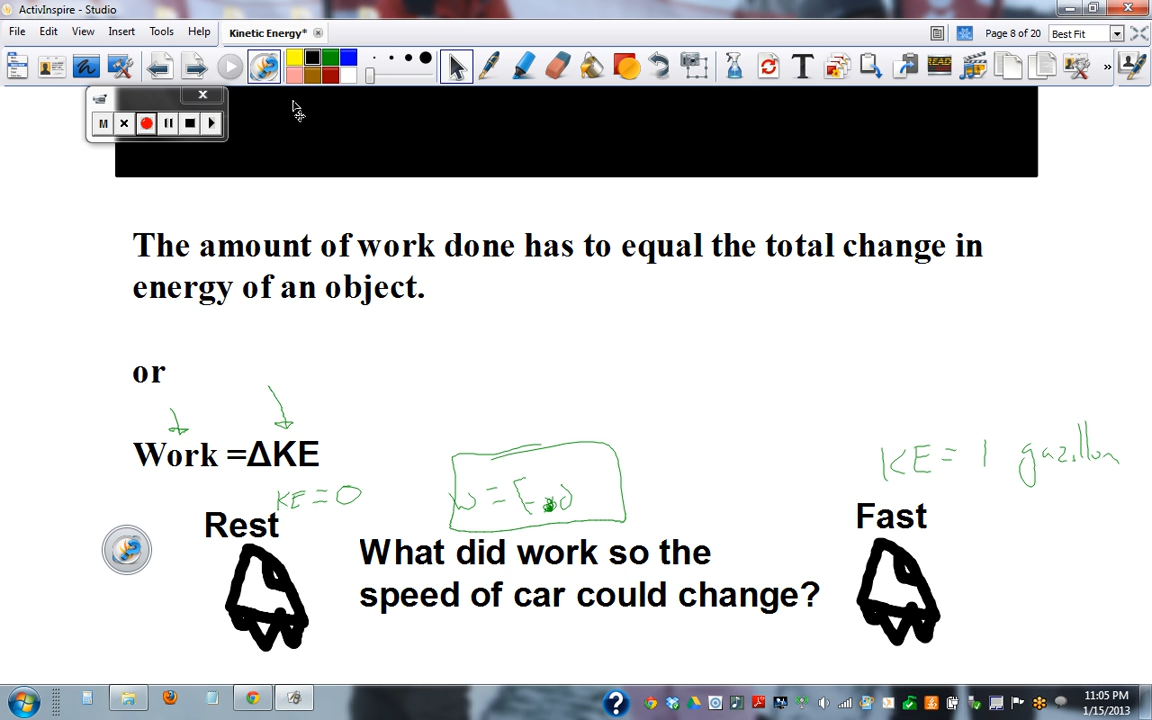 ActivInspire - Studio
File Edit View Insert Tools Help Kinetic Energy* Page 8 of 20 Best Fit
M
The amount of work done has to equal the total change in
energy of an object.
or
Work =ΔKE
KE = 1 gazillon
KE = 0
Rest
Fast
What did work so the
speed of car could change?
11:05 PM
1/15/2013